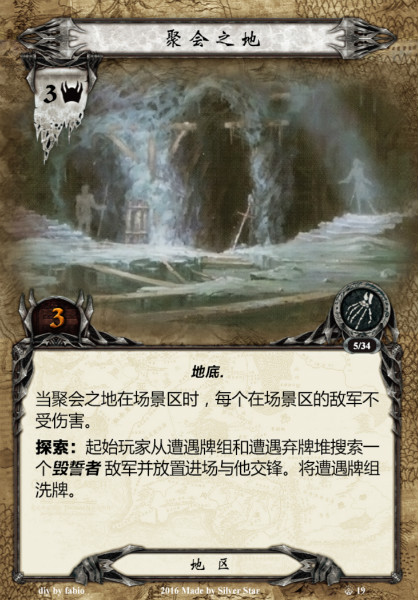 聚会之地
3
3
5/34
地底.
当聚会之地在场景区时，每个在场景区的敌军不
受伤害。
探索：起始玩家从遭遇牌组和遭遇弃牌堆搜索一
个毁誓者 敌军并放置进场与他交锋。将遭遇牌组
洗牌。
地区
diy by fabio 2016 Made by Silver Star 19